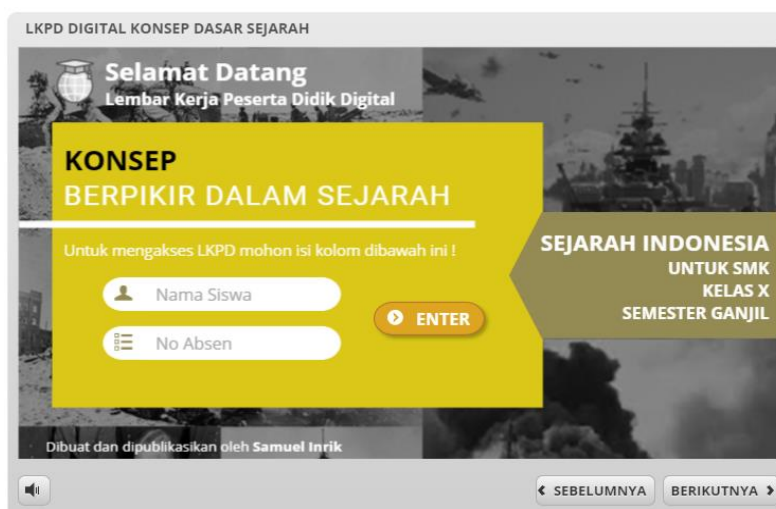 LKPD DIGITAL KONSEP DASAR SEJARAH
Selamat Datang
Lembar Kerja Peserta Didik Digital
KONSEP
BERPIKIR DALAM SEJARAH
Untuk mengakses LKPD mohon isi kolom dibawah ini !
Nama Siswa
No Absen
ENTER
SEJARAH INDONESIA
UNTUK SMK
KELAS X
SEMESTER GANJIL
Dibuat dan dipublikasikan oleh Samuel Inrik
SEBELUMNYA
BERIKUTNYA